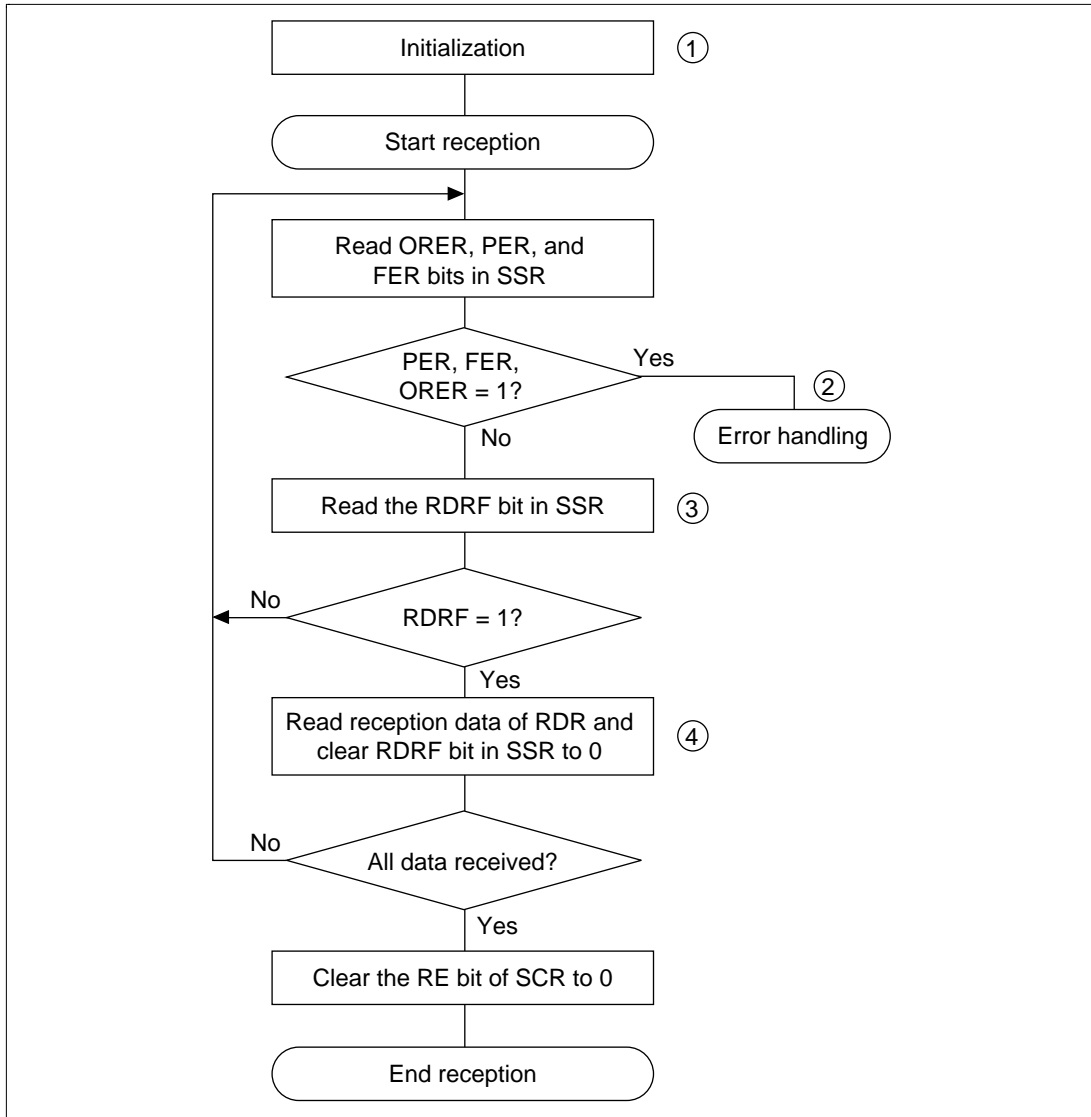 Initialization
1
Start reception
Read ORER, PER, and
FER bits in SSR
PER, FER,
ORER = 1?
Yes
2
Error handling
No
Read the RDRF bit in SSR
3
No
RDRF = 1?
Yes
Read reception data of RDR and
clear RDRF bit in SSR to 0
4
No
All data received?
Yes
Clear the RE bit of SCR to 0
End reception